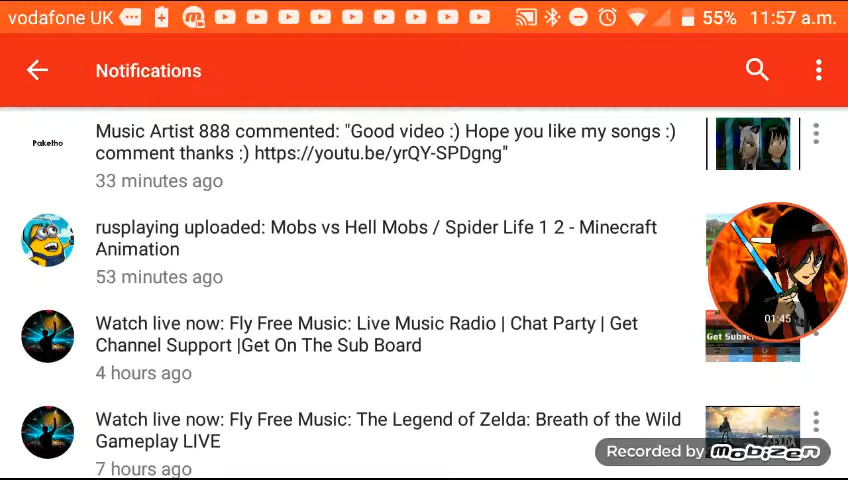 vodafone UK 55% 11:57 a.m.
Notifications
Music Artist 888 commented: "Good video :) Hope you like my songs :)
comment thanks :) https://youtu.be/yrQY-SPDgng"
33 minutes ago
Paketho
rusplaying uploaded: Mobs vs Hell Mobs / Spider Life 1 2 - Minecraft
Animation
53 minutes ago
01:45
Watch live now: Fly Free Music: Live Music Radio | Chat Party | Get
Channel Support |Get On The Sub Board
4 hours ago
Get Subsc
Watch live now: Fly Free Music: The Legend of Zelda: Breath of the Wild
Gameplay LIVE
7 hours ago
ZELDA
Recorded by Mobizen